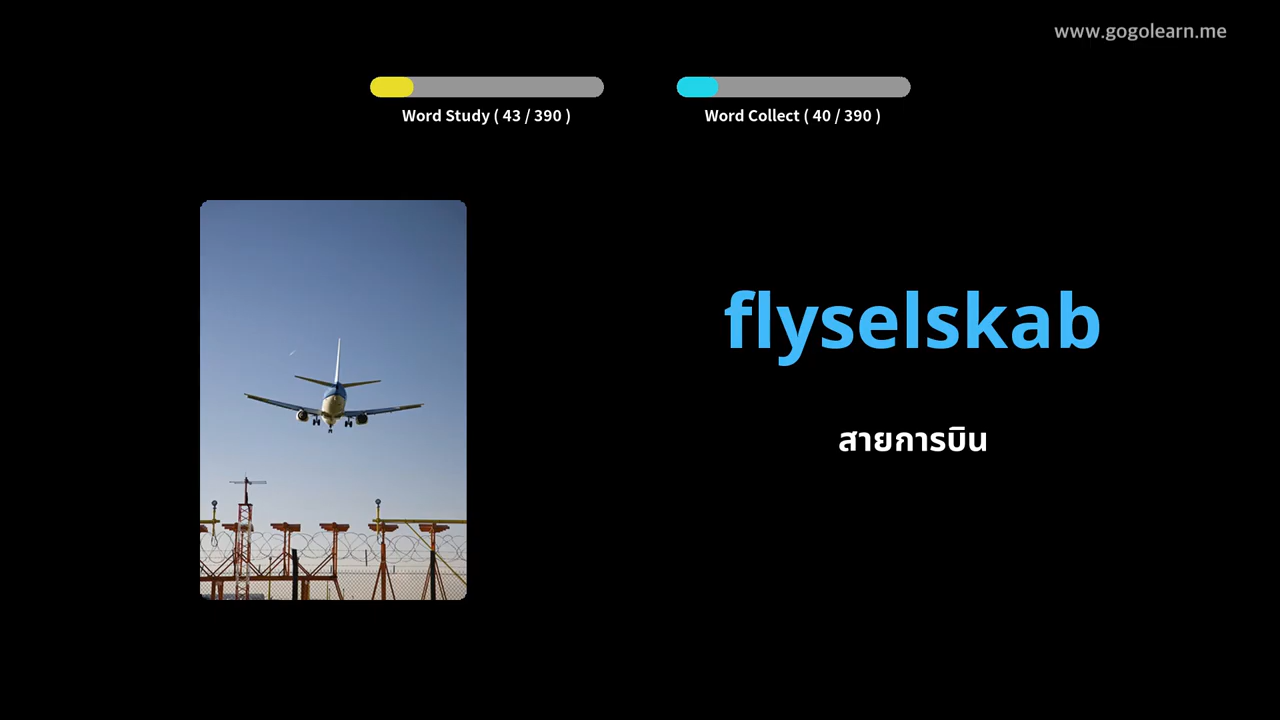 www.gogolearn.me
Word Study ( 43 / 390 )
Word Collect ( 40 / 390 )
flyselskab
สายการบิน